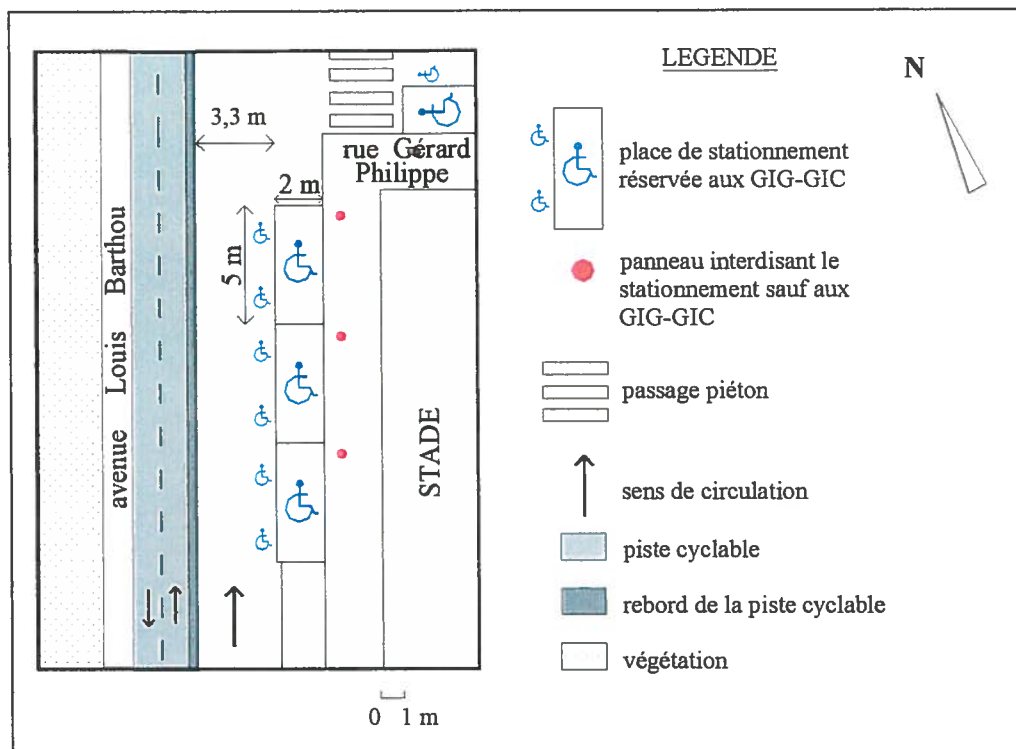 3,3 m
rue Gérard
Philippe
2 m
5 m
avenue Louis Barthou
STADE
0 1 m
LEGENDE
N
place de stationnement
réservée aux GIG-GIC
panneau interdisant le
stationnement sauf aux
GIG-GIC
passage piéton
sens de circulation
piste cyclable
rebord de la piste cyclable
végétation